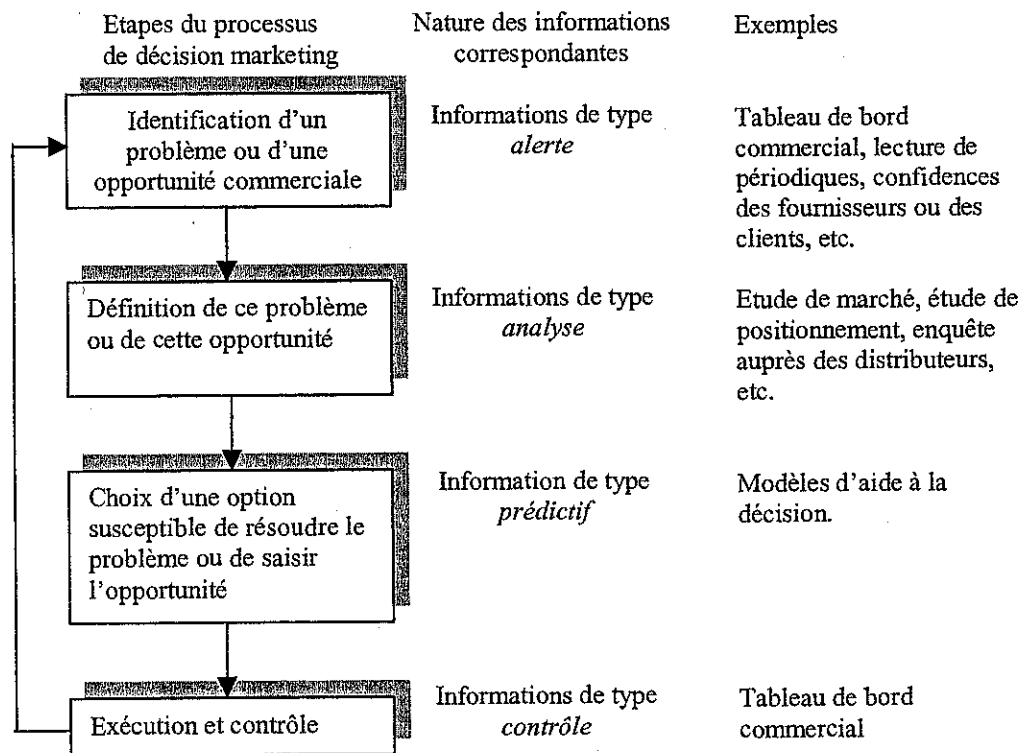 Etapes du processus
de décision marketing
Nature des informations
correspondantes
Exemples
Identification d'un
problème ou d'une
opportunité commerciale
Informations de type
alerte
Tableau de bord
commercial, lecture de
périodiques, confidences
des fournisseurs ou des
clients, etc.
Définition de ce problème
ou de cette opportunité
Informations de type
analyse
Etude de marché, étude de
positionnement, enquête
auprès des distributeurs,
etc.
Choix d'une option
susceptible de résoudre le
problème ou de saisir
l'opportunité
Information de type
prédictif
Modèles d'aide à la
décision.
Exécution et contrôle
Informations de type
contrôle
Tableau de bord
commercial